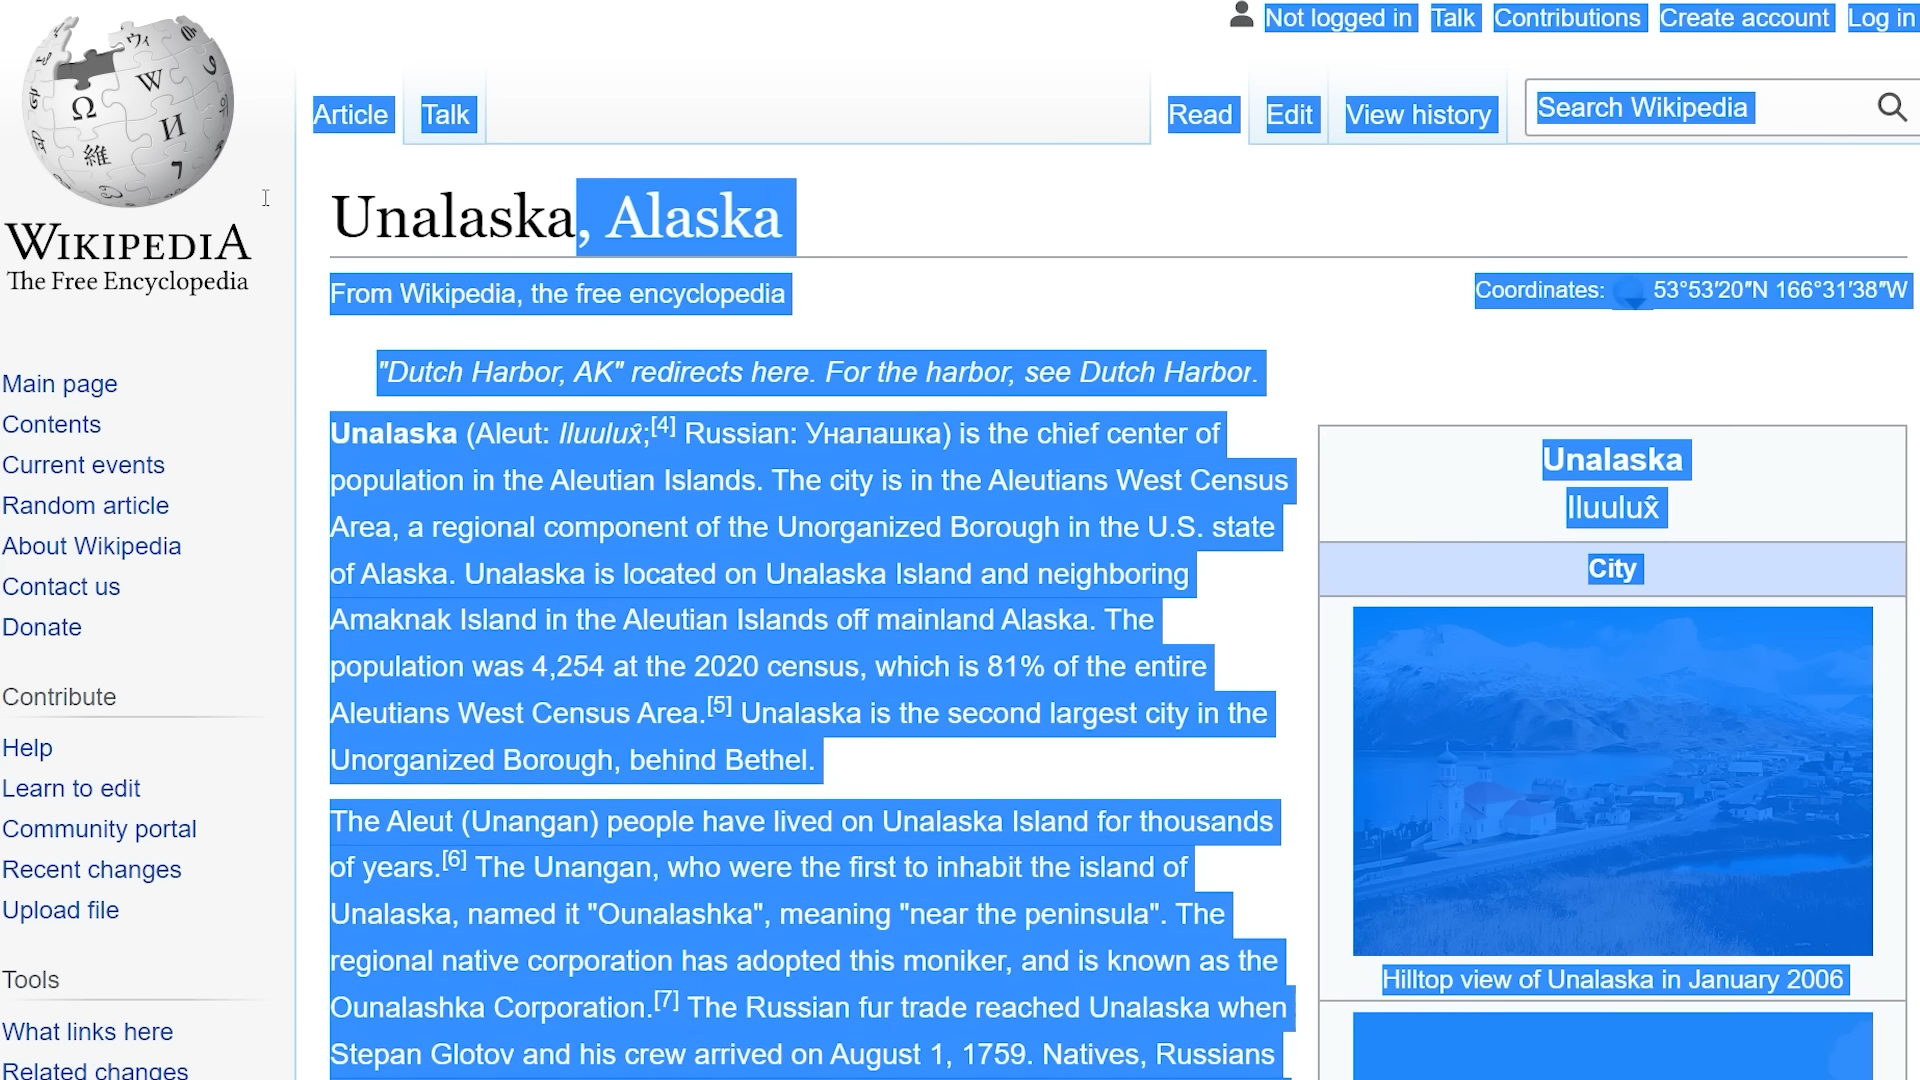 Not logged in Talk Contributions Create account Log in
Article Talk Read Edit View history Search Wikipedia
WIKIPEDIA
The Free Encyclopedia
Main page
Contents
Current events
Random article
About Wikipedia
Contact us
Donate
Contribute
Help
Learn to edit
Community portal
Recent changes
Upload file
Tools
What links here
Related changes
Unalaska, Alaska
From Wikipedia, the free encyclopedia
Coordinates: 53°53′20″N 166°31′38″W
"Dutch Harbor, AK" redirects here. For the harbor, see Dutch Harbor.
Unalaska (Aleut: Iluulux̂;[4] Russian: Уналашка) is the chief center of
population in the Aleutian Islands. The city is in the Aleutians West Census
Area, a regional component of the Unorganized Borough in the U.S. state
of Alaska. Unalaska is located on Unalaska Island and neighboring
Amaknak Island in the Aleutian Islands off mainland Alaska. The
population was 4,254 at the 2020 census, which is 81% of the entire
Aleutians West Census Area.[5] Unalaska is the second largest city in the
Unorganized Borough, behind Bethel.
The Aleut (Unangan) people have lived on Unalaska Island for thousands
of years.[6] The Unangan, who were the first to inhabit the island of
Unalaska, named it "Ounalashka", meaning "near the peninsula". The
regional native corporation has adopted this moniker, and is known as the
Ounalashka Corporation.[7] The Russian fur trade reached Unalaska when
Stepan Glotov and his crew arrived on August 1, 1759. Natives, Russians
Unalaska
Iluulux̂
City
Hilltop view of Unalaska in January 2006